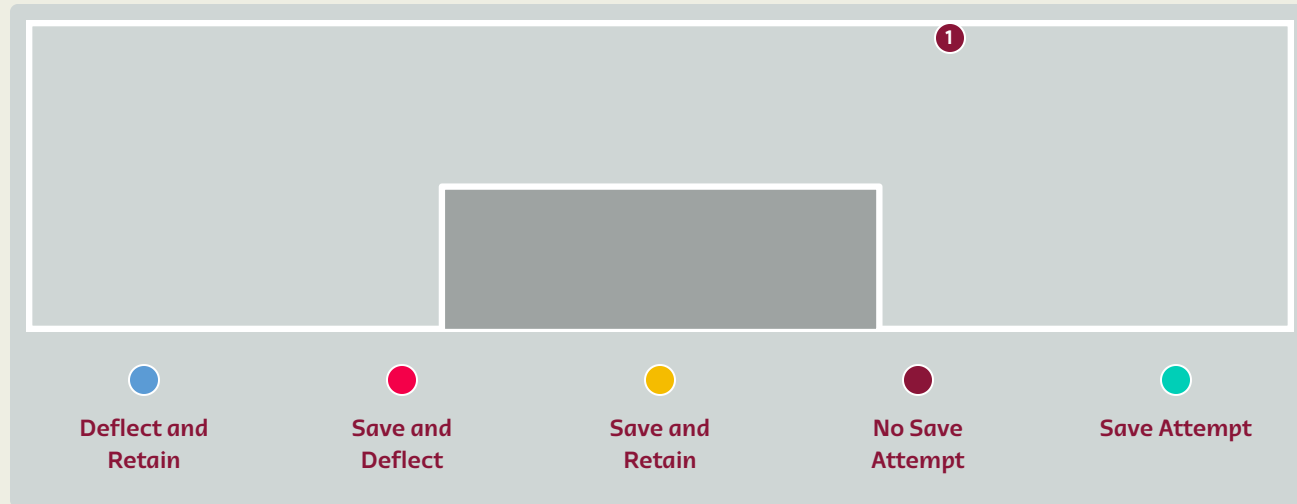 1
Deflect and
Retain
Save and
Deflect
Save and
Retain
No Save
Attempt
Save Attempt